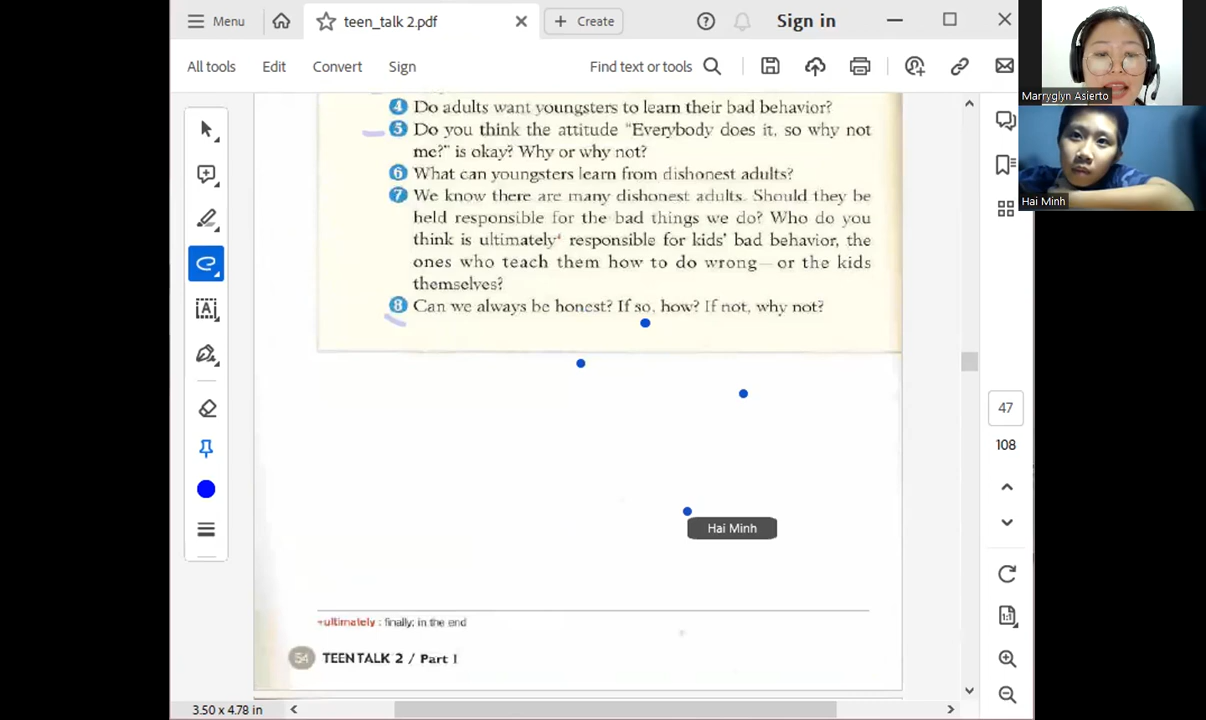 Menu
teen_talk 2.pdf
Create
Sign in
All tools
Edit
Convert
Sign
Find text or tools
Marryglyn Asierto
Hai Minh
4 Do adults want youngsters to learn their bad behavior?
5 Do you think the attitude "Everybody does it, so why not
me?" is okay? Why or why not?
6 What can youngsters learn from dishonest adults?
7 We know there are many dishonest adults. Should they be
held responsible for the bad things we do? Who do you
think is ultimately* responsible for kids' bad behavior, the
ones who teach them how to do wrong—or the kids
themselves?
8 Can we always be honest? If so, how? If not, why not?
Hai Minh
47
108
1:1
*ultimately : finally; in the end
54 TEEN TALK 2 / Part I
3.50 x 4.78 in